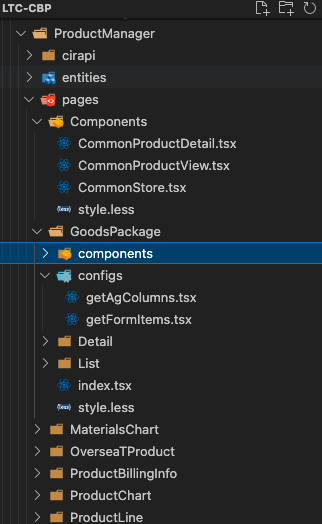 LTC-CBP
ProductManager
cirapi
entities
pages
Components
CommonProductDetail.tsx
CommonProductView.tsx
CommonStore.tsx
{less} style.less
GoodsPackage
components
configs
getAgColumns.tsx
getFormItems.tsx
Detail
List
index.tsx
{less} style.less
MaterialsChart
OverseaTProduct
ProductBillingInfo
ProductChart
ProductLine